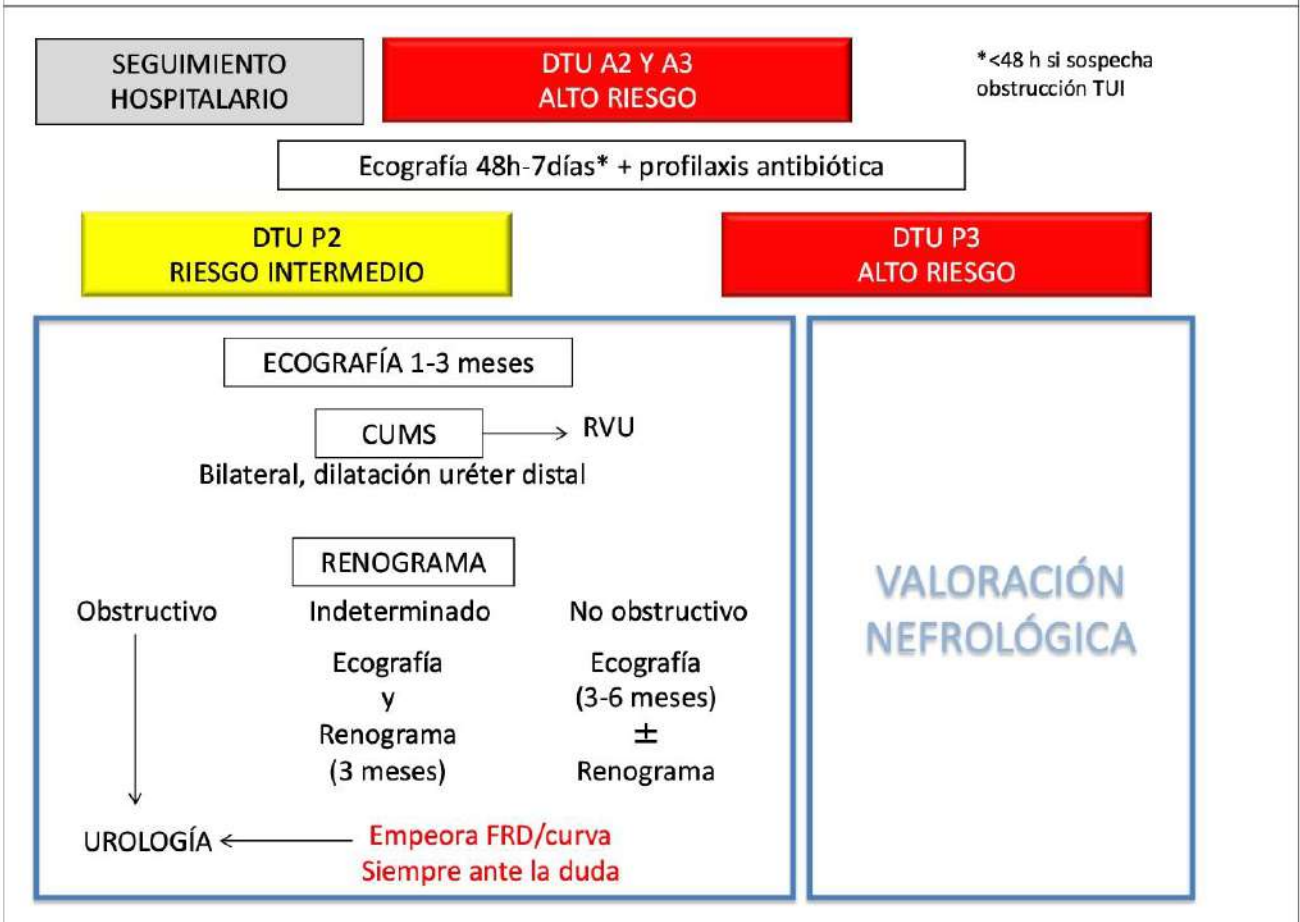 SEGUIMIENTO
HOSPITALARIO
DTU A2 Y A3
ALTO RIESGO
*<48 h si sospecha
obstrucción TUI
Ecografía 48h-7días* + profilaxis antibiótica
DTU P2
RIESGO INTERMEDIO
DTU P3
ALTO RIESGO
ECOGRAFÍA 1-3 meses
CUMS
RVU
Bilateral, dilatación uréter distal
RENOGRAMA
Obstructivo
Indeterminado
No obstructivo
Ecografía
y
Renograma
(3 meses)
Ecografía
(3-6 meses)
±
Renograma
UROLOGÍA
Empeora FRD/curva
Siempre ante la duda
VALORACIÓN
NEFROLÓGICA